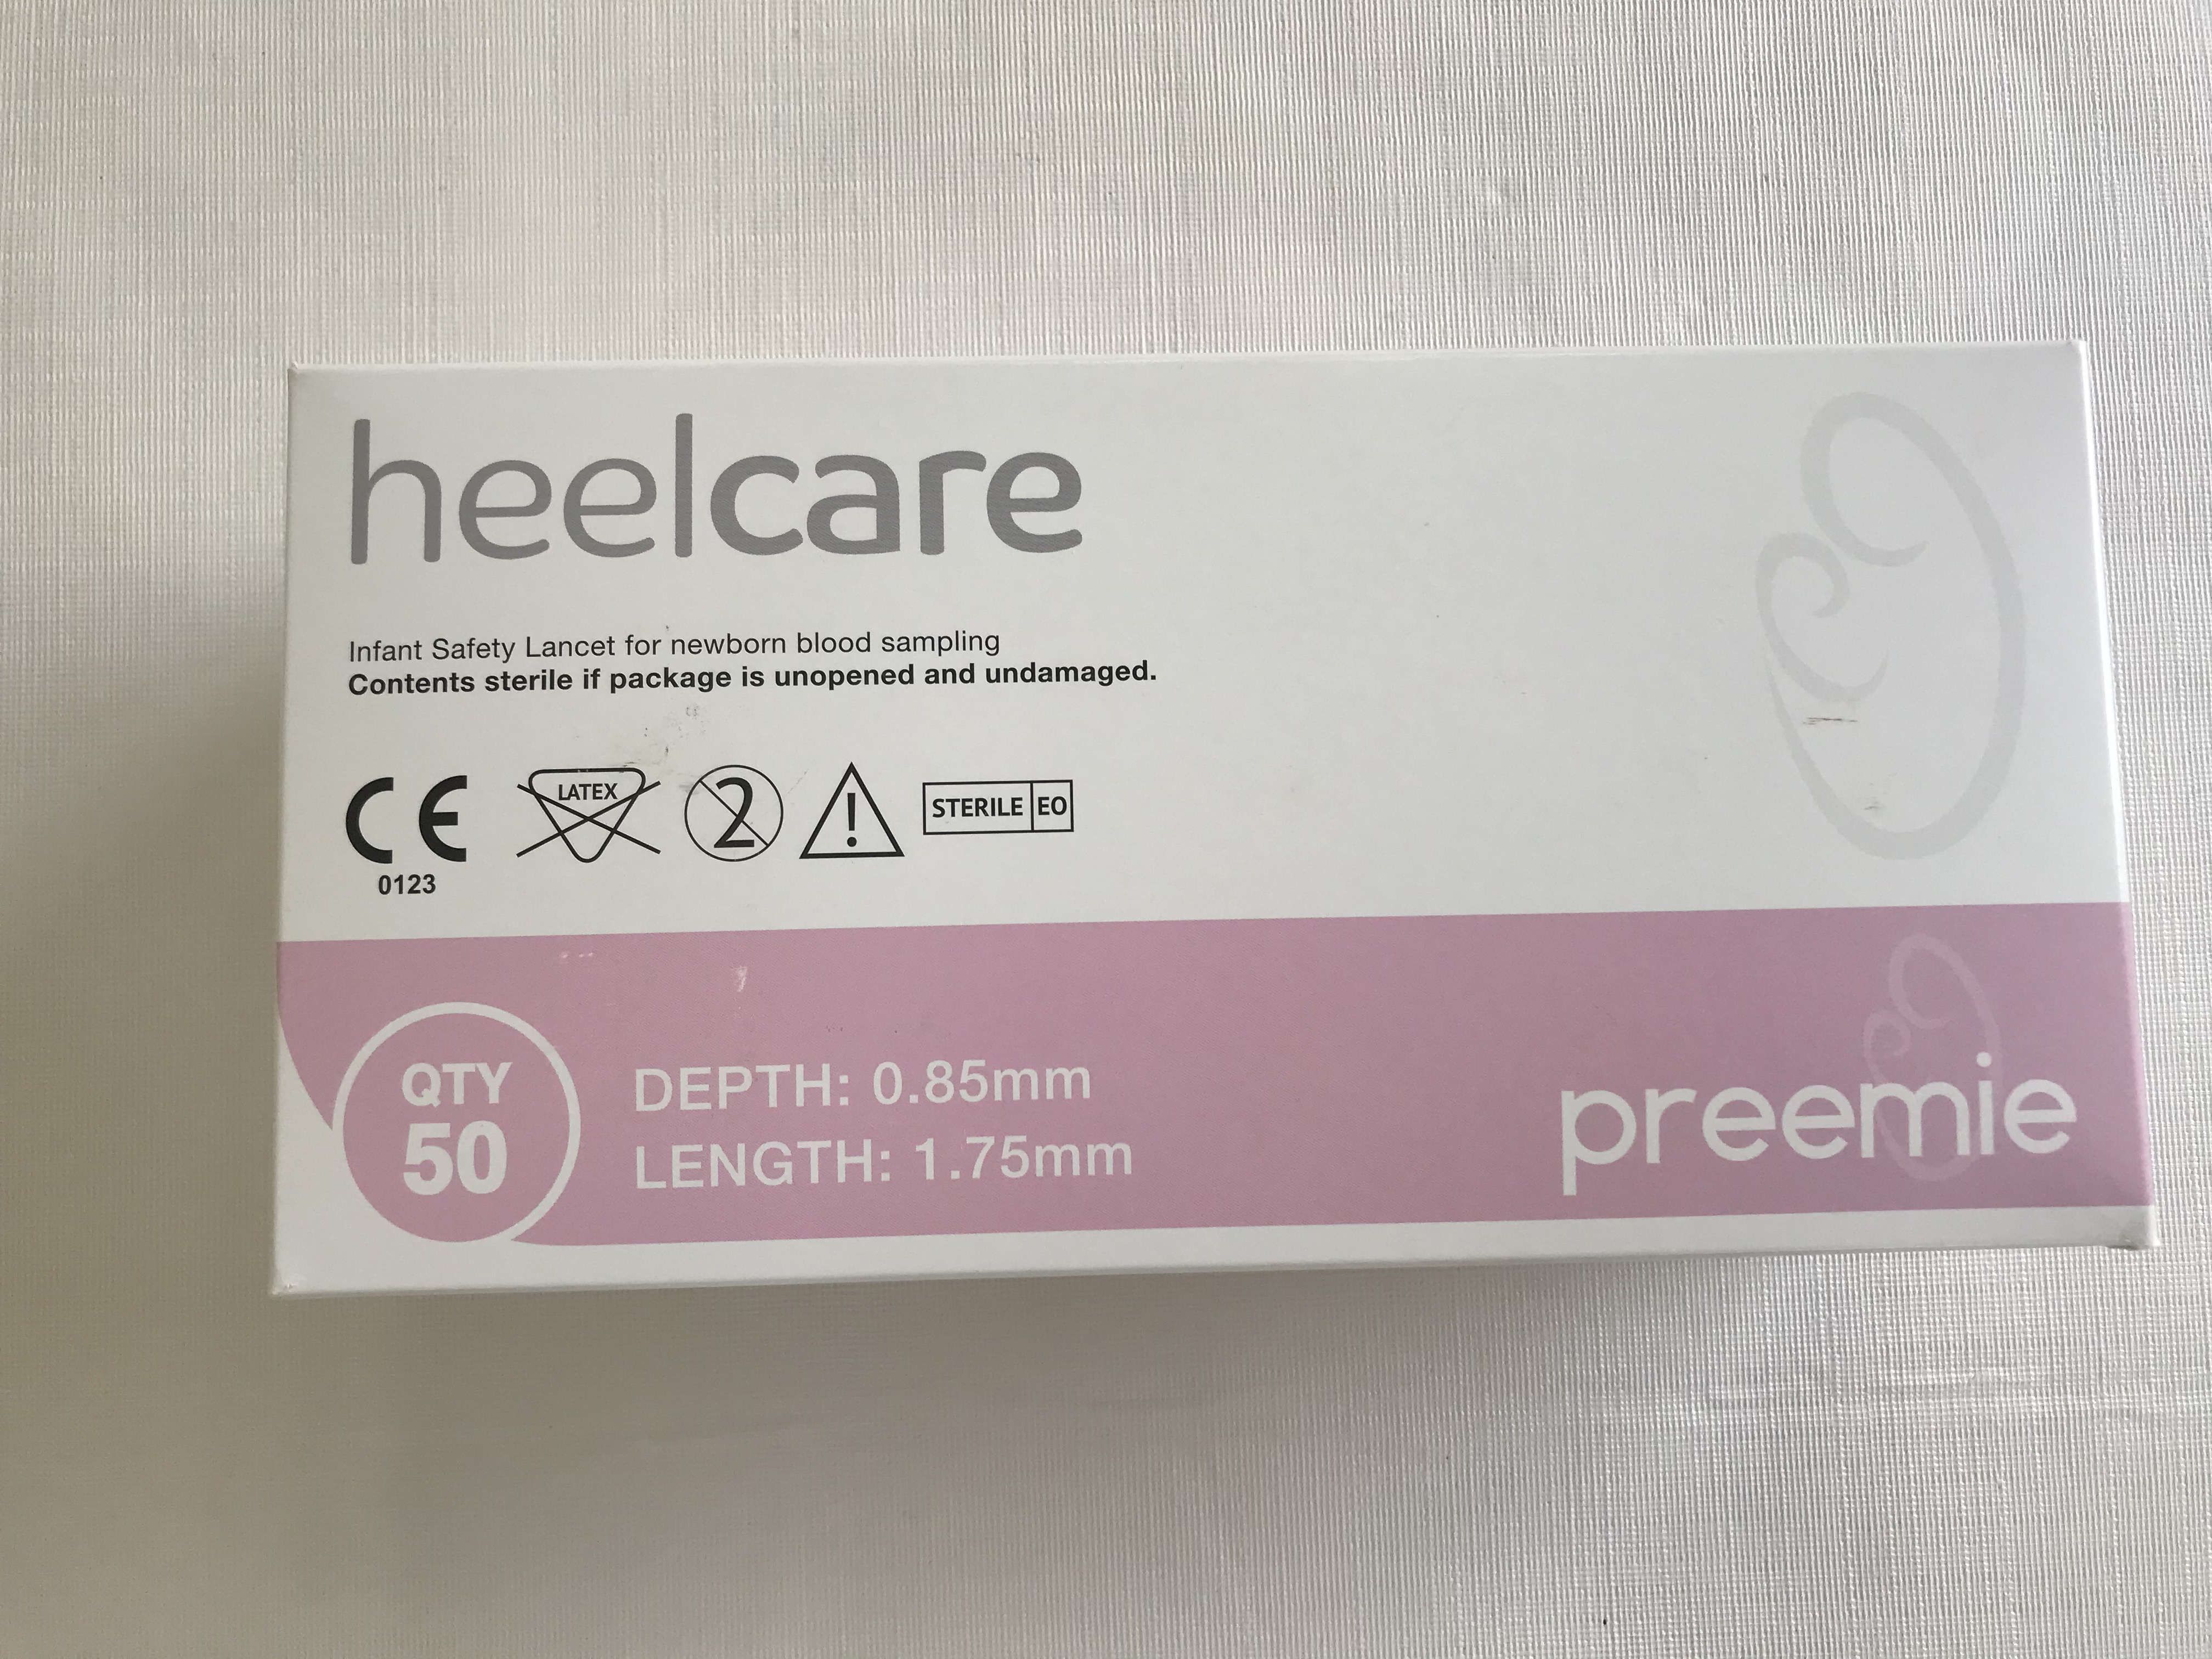 heelcare
Infant Safety Lancet for newborn blood sampling
Contents sterile if package is unopened and undamaged.
CE LATEX 2 ! STERILE EO
0123
QTY
50
DEPTH: 0.85mm
LENGTH: 1.75mm
preemie